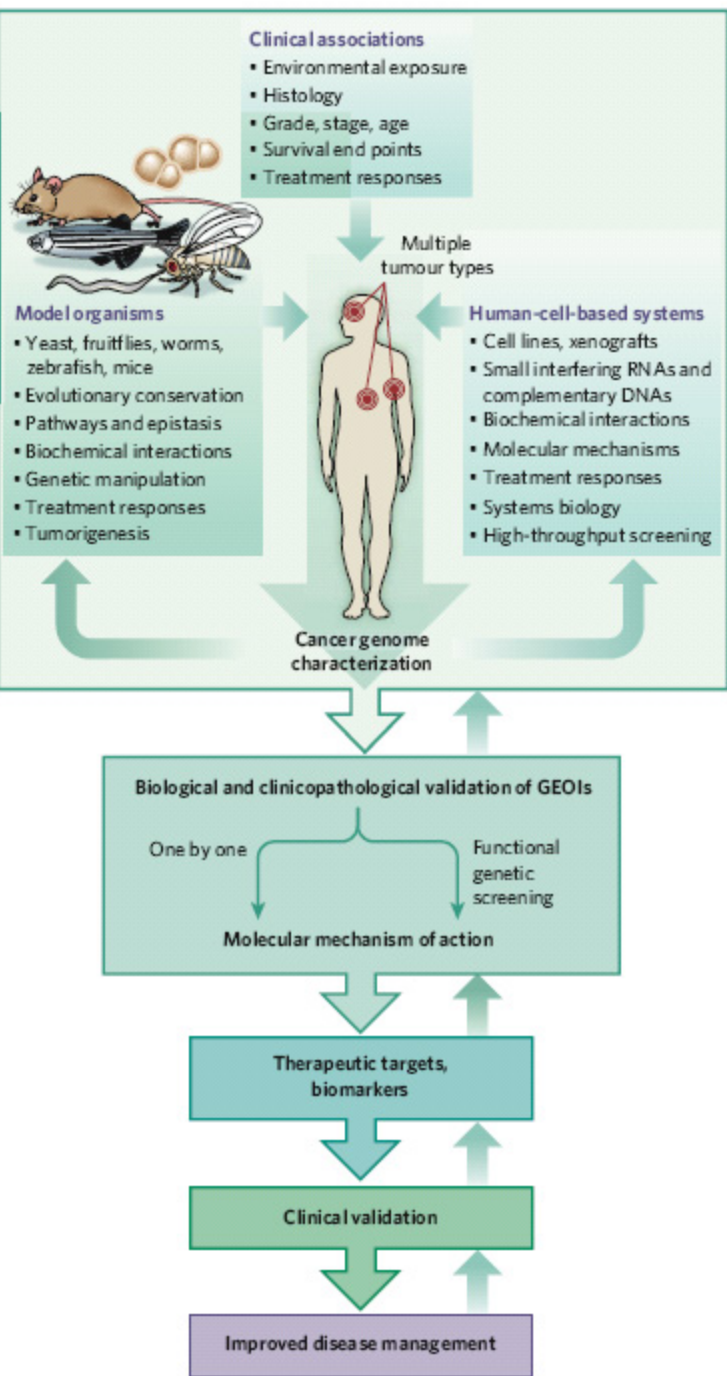 Clinical associations
▪ Environmental exposure
▪ Histology
▪ Grade, stage, age
▪ Survival end points
▪ Treatment responses
Multiple
tumour types
Model organisms
▪ Yeast, fruitflies, worms,
zebrafish, mice
▪ Evolutionary conservation
▪ Pathways and epistasis
▪ Biochemical interactions
▪ Genetic manipulation
▪ Treatment responses
▪ Tumorigenesis
Human-cell-based systems
▪ Cell lines, xenografts
▪ Small interfering RNAs and
complementary DNAs
▪ Biochemical interactions
▪ Molecular mechanisms
▪ Treatment responses
▪ Systems biology
▪ High-throughput screening
Cancer genome
characterization
Biological and clinicopathological validation of GEOIs
One by one
Functional
genetic
screening
Molecular mechanism of action
Therapeutic targets,
biomarkers
Clinical validation
Improved disease management